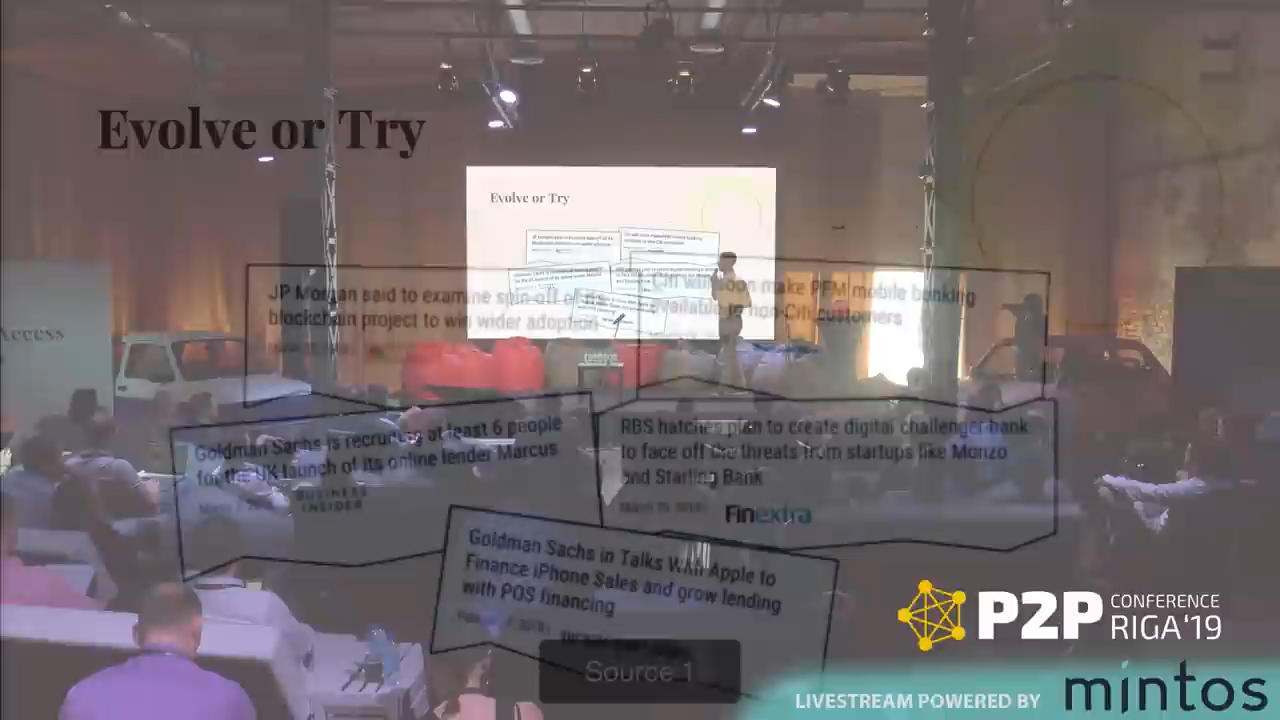 Evolve or Try
Evolve or Try
Access
JP Morgan said to examine spin-off of its
blockchain project to win wider adoption
Citi will soon make PFM mobile banking
available to non-Citi customers
Goldman Sachs is recruiting at least 6 people
for the UK launch of its online lender Marcus
BUSINESS
INSIDER
RBS hatches plan to create digital challenger bank
to face off the threats from startups like Monzo
and Starling Bank
Finextra
Goldman Sachs in Talks With Apple to
Finance iPhone Sales and grow lending
with POS financing
Source 1
P2P CONFERENCE
RIGA'19
LIVESTREAM POWERED BY mintos